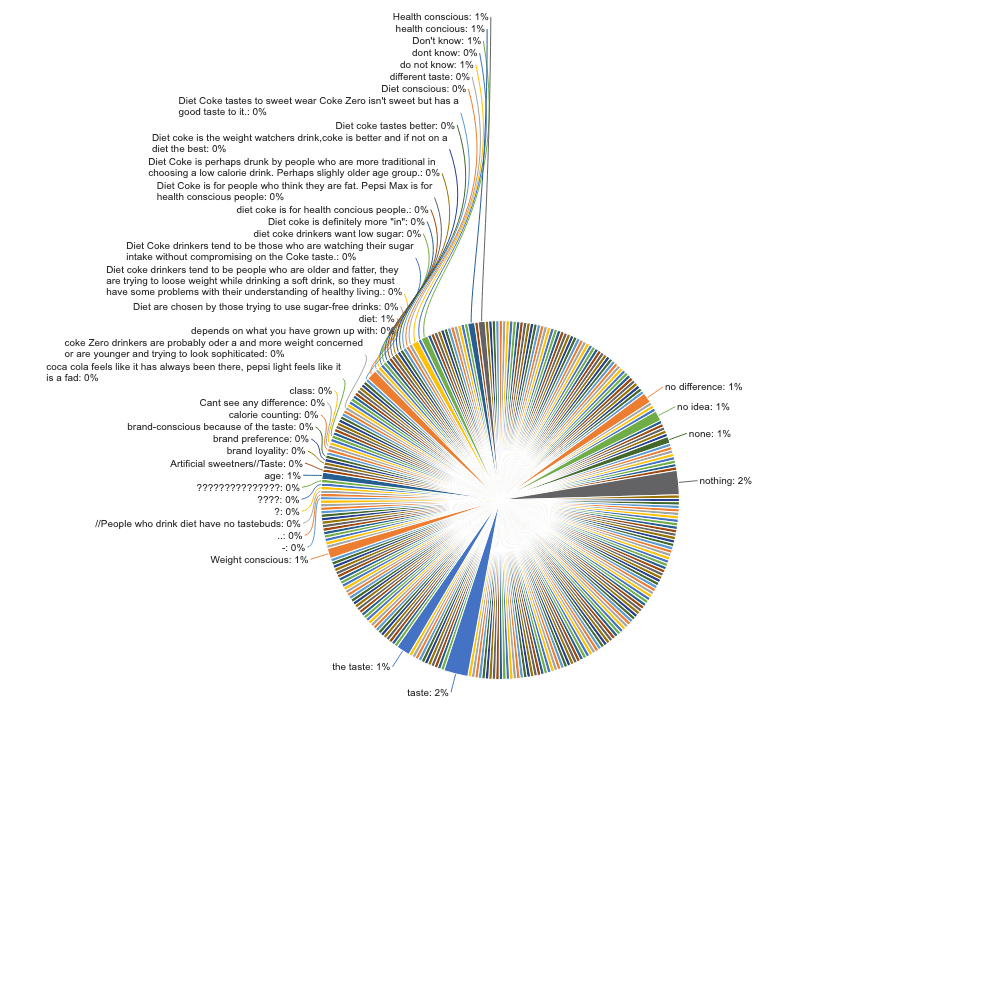 Health conscious: 1%
health concious: 1%
Don't know: 1%
dont know: 0%
do not know: 1%
different taste: 0%
Diet conscious: 0%
Diet Coke tastes to sweet wear Coke Zero isn't sweet but has a
good taste to it.: 0%
Diet coke tastes better: 0%
Diet coke is the weight watchers drink,coke is better and if not on a
diet the best: 0%
Diet Coke is perhaps drunk by people who are more traditional in
choosing a low calorie drink. Perhaps slighly older age group.: 0%
Diet Coke is for people who think they are fat. Pepsi Max is for
health conscious people: 0%
diet coke is for health concious people.: 0%
Diet coke is definitely more "in": 0%
diet coke drinkers want low sugar: 0%
Diet Coke drinkers tend to be those who are watching their sugar
intake without compromising on the Coke taste.: 0%
Diet coke drinkers tend to be people who are older and fatter, they
are trying to loose weight while drinking a soft drink, so they must
have some problems with their understanding of healthy living.: 0%
Diet are chosen by those trying to use sugar-free drinks: 0%
diet: 1%
depends on what you have grown up with: 0%
coke Zero drinkers are probably oder a and more weight concerned
or are younger and trying to look sophiticated: 0%
coca cola feels like it has always been there, pepsi light feels like it
is a fad: 0%
class: 0%
Cant see any difference: 0%
calorie counting: 0%
brand-conscious because of the taste: 0%
brand preference: 0%
brand loyality: 0%
Artificial sweetners//Taste: 0%
age: 1%
???????????????: 0%
????: 0%
?: 0%
//People who drink diet have no tastebuds: 0%
..: 0%
-: 0%
Weight conscious: 1%
the taste: 1%
taste: 2%
no difference: 1%
no idea: 1%
none: 1%
nothing: 2%